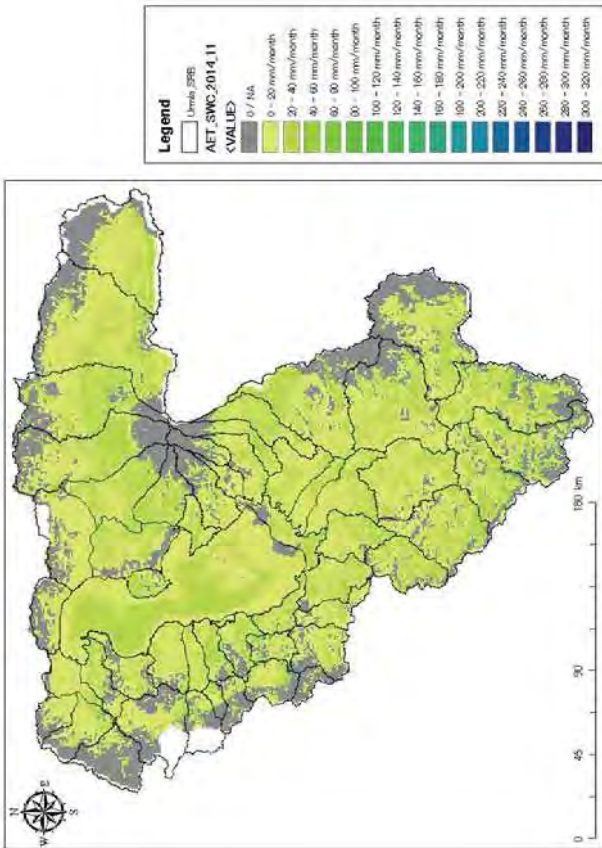 Legend
Urmia_SRB
AET_SWC_2014_11
<VALUE>
0 / NA
0 - 20 mm/month
20 - 40 mm/month
40 - 60 mm/month
60 - 80 mm/month
80 - 100 mm/month
100 - 120 mm/month
120 - 140 mm/month
140 - 160 mm/month
160 - 180 mm/month
180 - 200 mm/month
200 - 220 mm/month
220 - 240 mm/month
240 - 260 mm/month
260 - 280 mm/month
280 - 300 mm/month
300 - 320 mm/month
N
W E
S
0 45 90 180 km